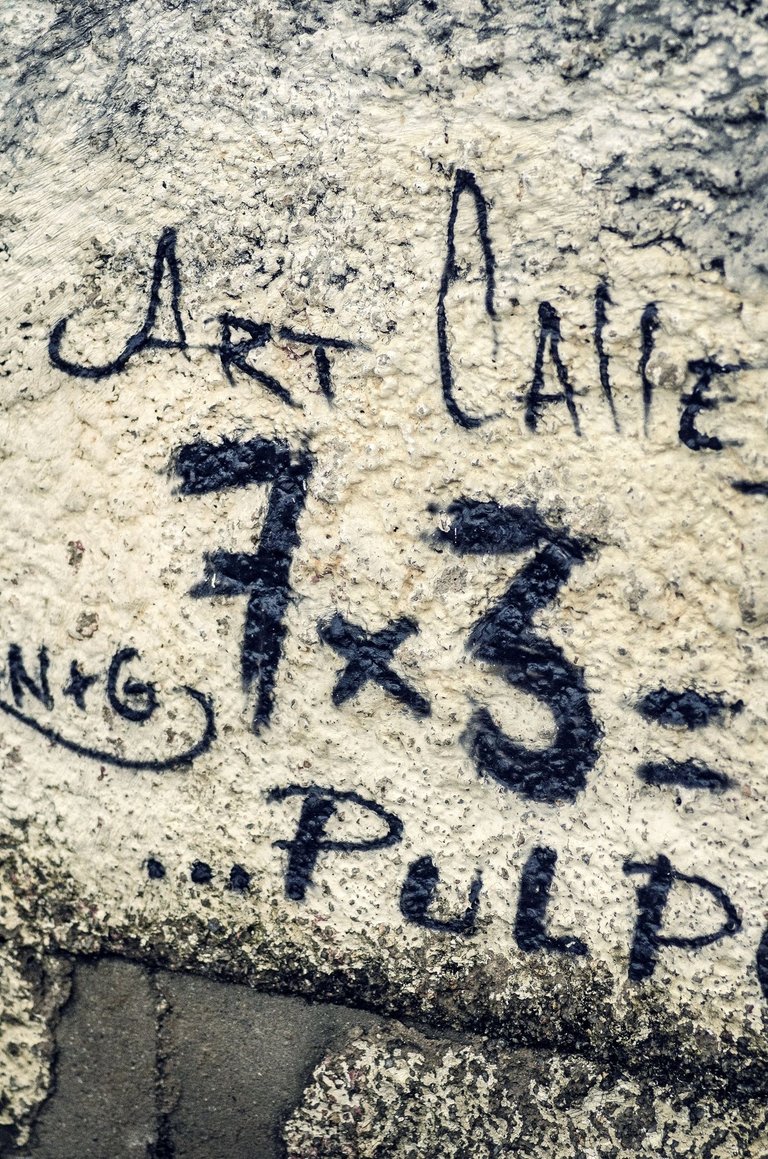 ART CAllE
7x3=
N+G
...PULP